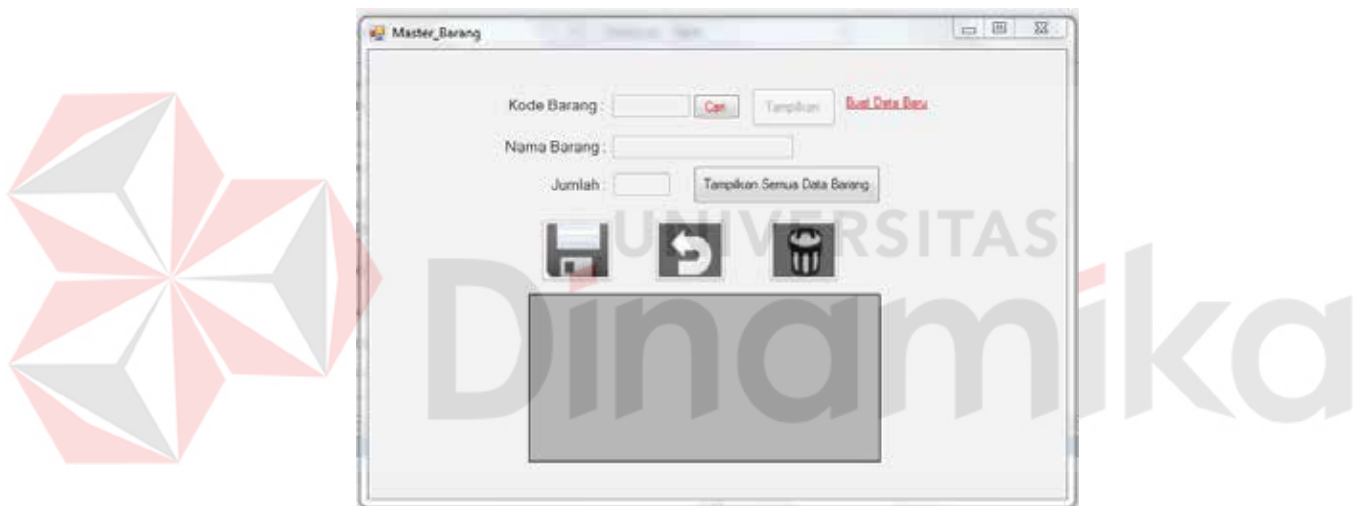 Master_Barang
Kode Barang : Cari Tampilkan Buat Data Baru
Nama Barang :
Jumlah : Tampilkan Semua Data Barang
UNIVERSITAS
Dinamika